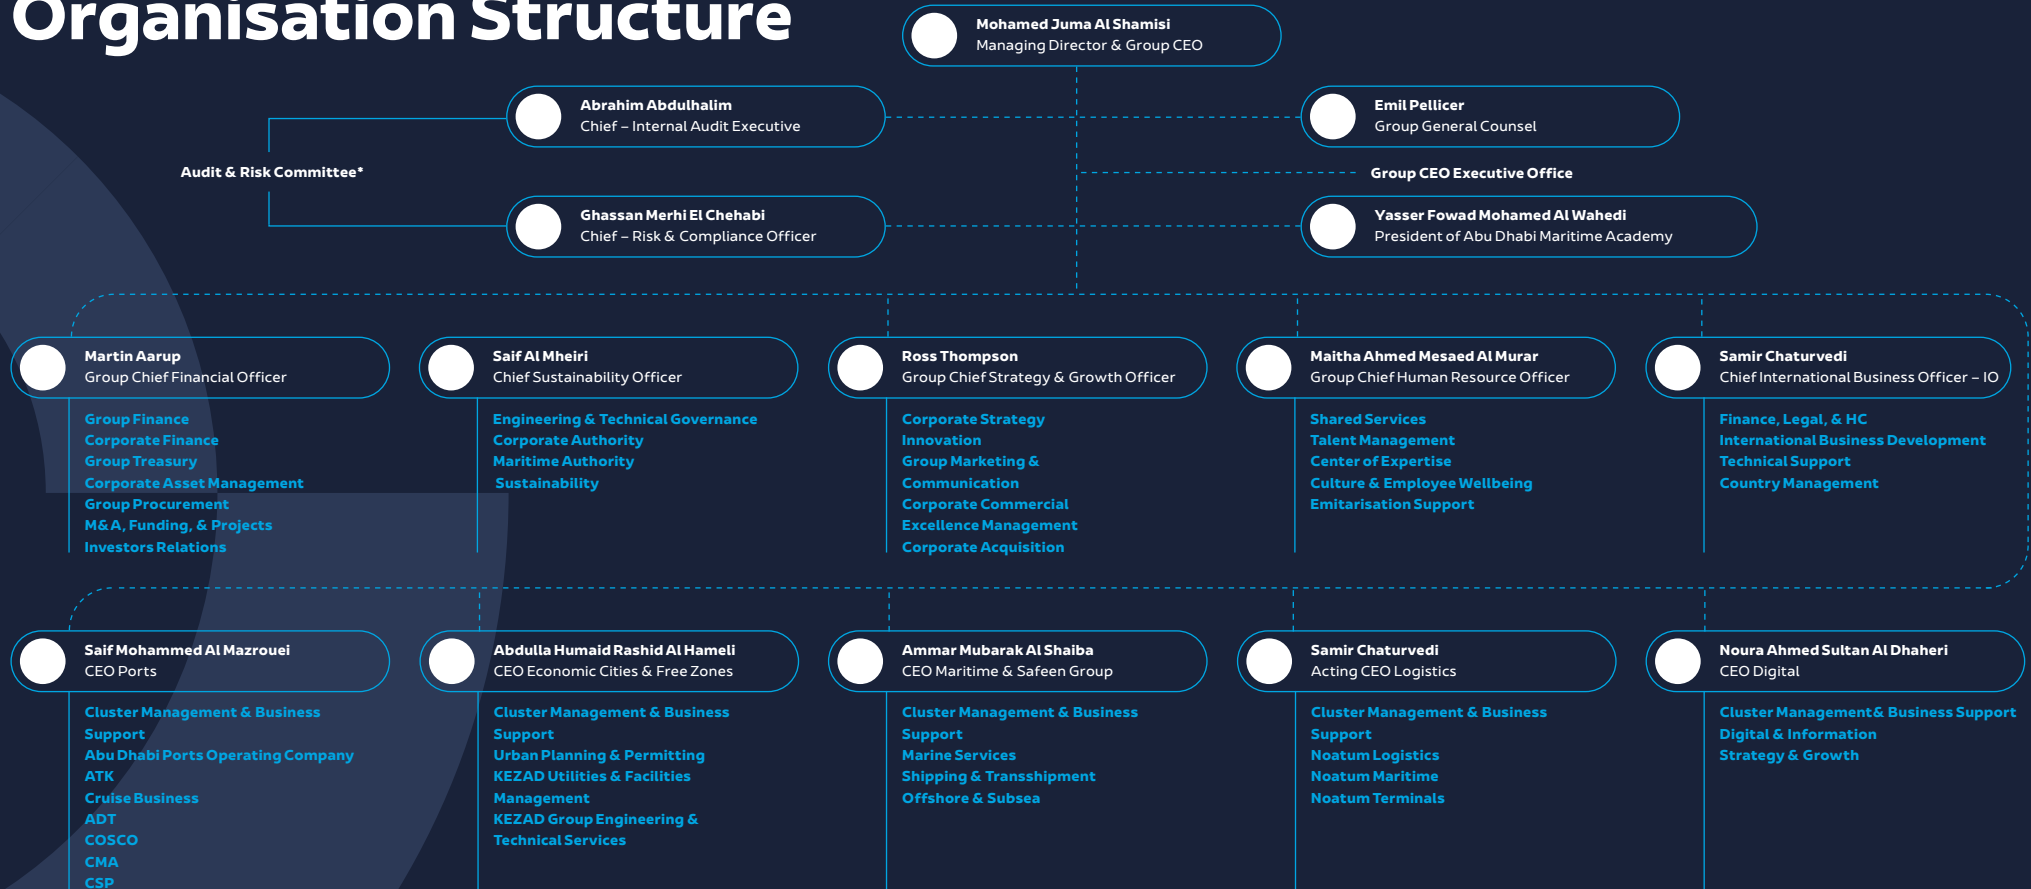 Organisation Structure
Mohamed Juma Al Shamisi
Managing Director & Group CEO
Abrahim Abdulhalim
Chief – Internal Audit Executive
Emil Pellicer
Group General Counsel
Audit & Risk Committee*
Group CEO Executive Office
Ghassan Merhi El Chehabi
Chief – Risk & Compliance Officer
Yasser Fowad Mohamed Al Wahedi
President of Abu Dhabi Maritime Academy
Martin Aarup
Group Chief Financial Officer
Group Finance
Corporate Finance
Group Treasury
Corporate Asset Management
Group Procurement
M&A, Funding, & Projects
Investors Relations
Saif Al Mheiri
Chief Sustainability Officer
Engineering & Technical Governance
Corporate Authority
Maritime Authority
Sustainability
Ross Thompson
Group Chief Strategy & Growth Officer
Corporate Strategy
Innovation
Group Marketing &
Communication
Corporate Commercial
Excellence Management
Corporate Acquisition
Maitha Ahmed Mesaed Al Murar
Group Chief Human Resource Officer
Shared Services
Talent Management
Center of Expertise
Culture & Employee Wellbeing
Emitarisation Support
Samir Chaturvedi
Chief International Business Officer – IO
Finance, Legal, & HC
International Business Development
Technical Support
Country Management
Saif Mohammed Al Mazrouei
CEO Ports
Cluster Management & Business
Support
Abu Dhabi Ports Operating Company
ATK
Cruise Business
ADT
COSCO
CMA
CSP
Abdulla Humaid Rashid Al Hameli
CEO Economic Cities & Free Zones
Cluster Management & Business
Support
Urban Planning & Permitting
KEZAD Utilities & Facilities
Management
KEZAD Group Engineering &
Technical Services
Ammar Mubarak Al Shaiba
CEO Maritime & Safeen Group
Cluster Management & Business
Support
Marine Services
Shipping & Transshipment
Offshore & Subsea
Samir Chaturvedi
Acting CEO Logistics
Cluster Management & Business
Support
Noatum Logistics
Noatum Maritime
Noatum Terminals
Noura Ahmed Sultan Al Dhaheri
CEO Digital
Cluster Management& Business Support
Digital & Information
Strategy & Growth